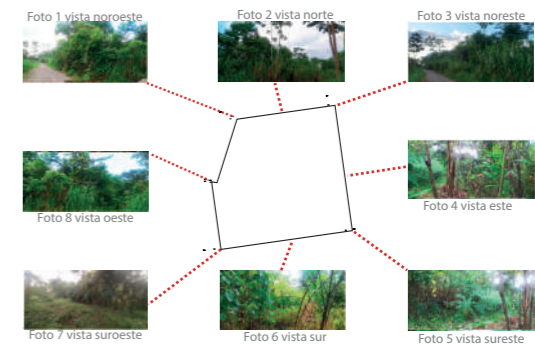 Foto 1 vista noroeste
Foto 2 vista norte
Foto 3 vista noreste
Foto 4 vista este
Foto 8 vista oeste
Foto 7 vista suroeste
Foto 6 vista sur
Foto 5 vista sureste